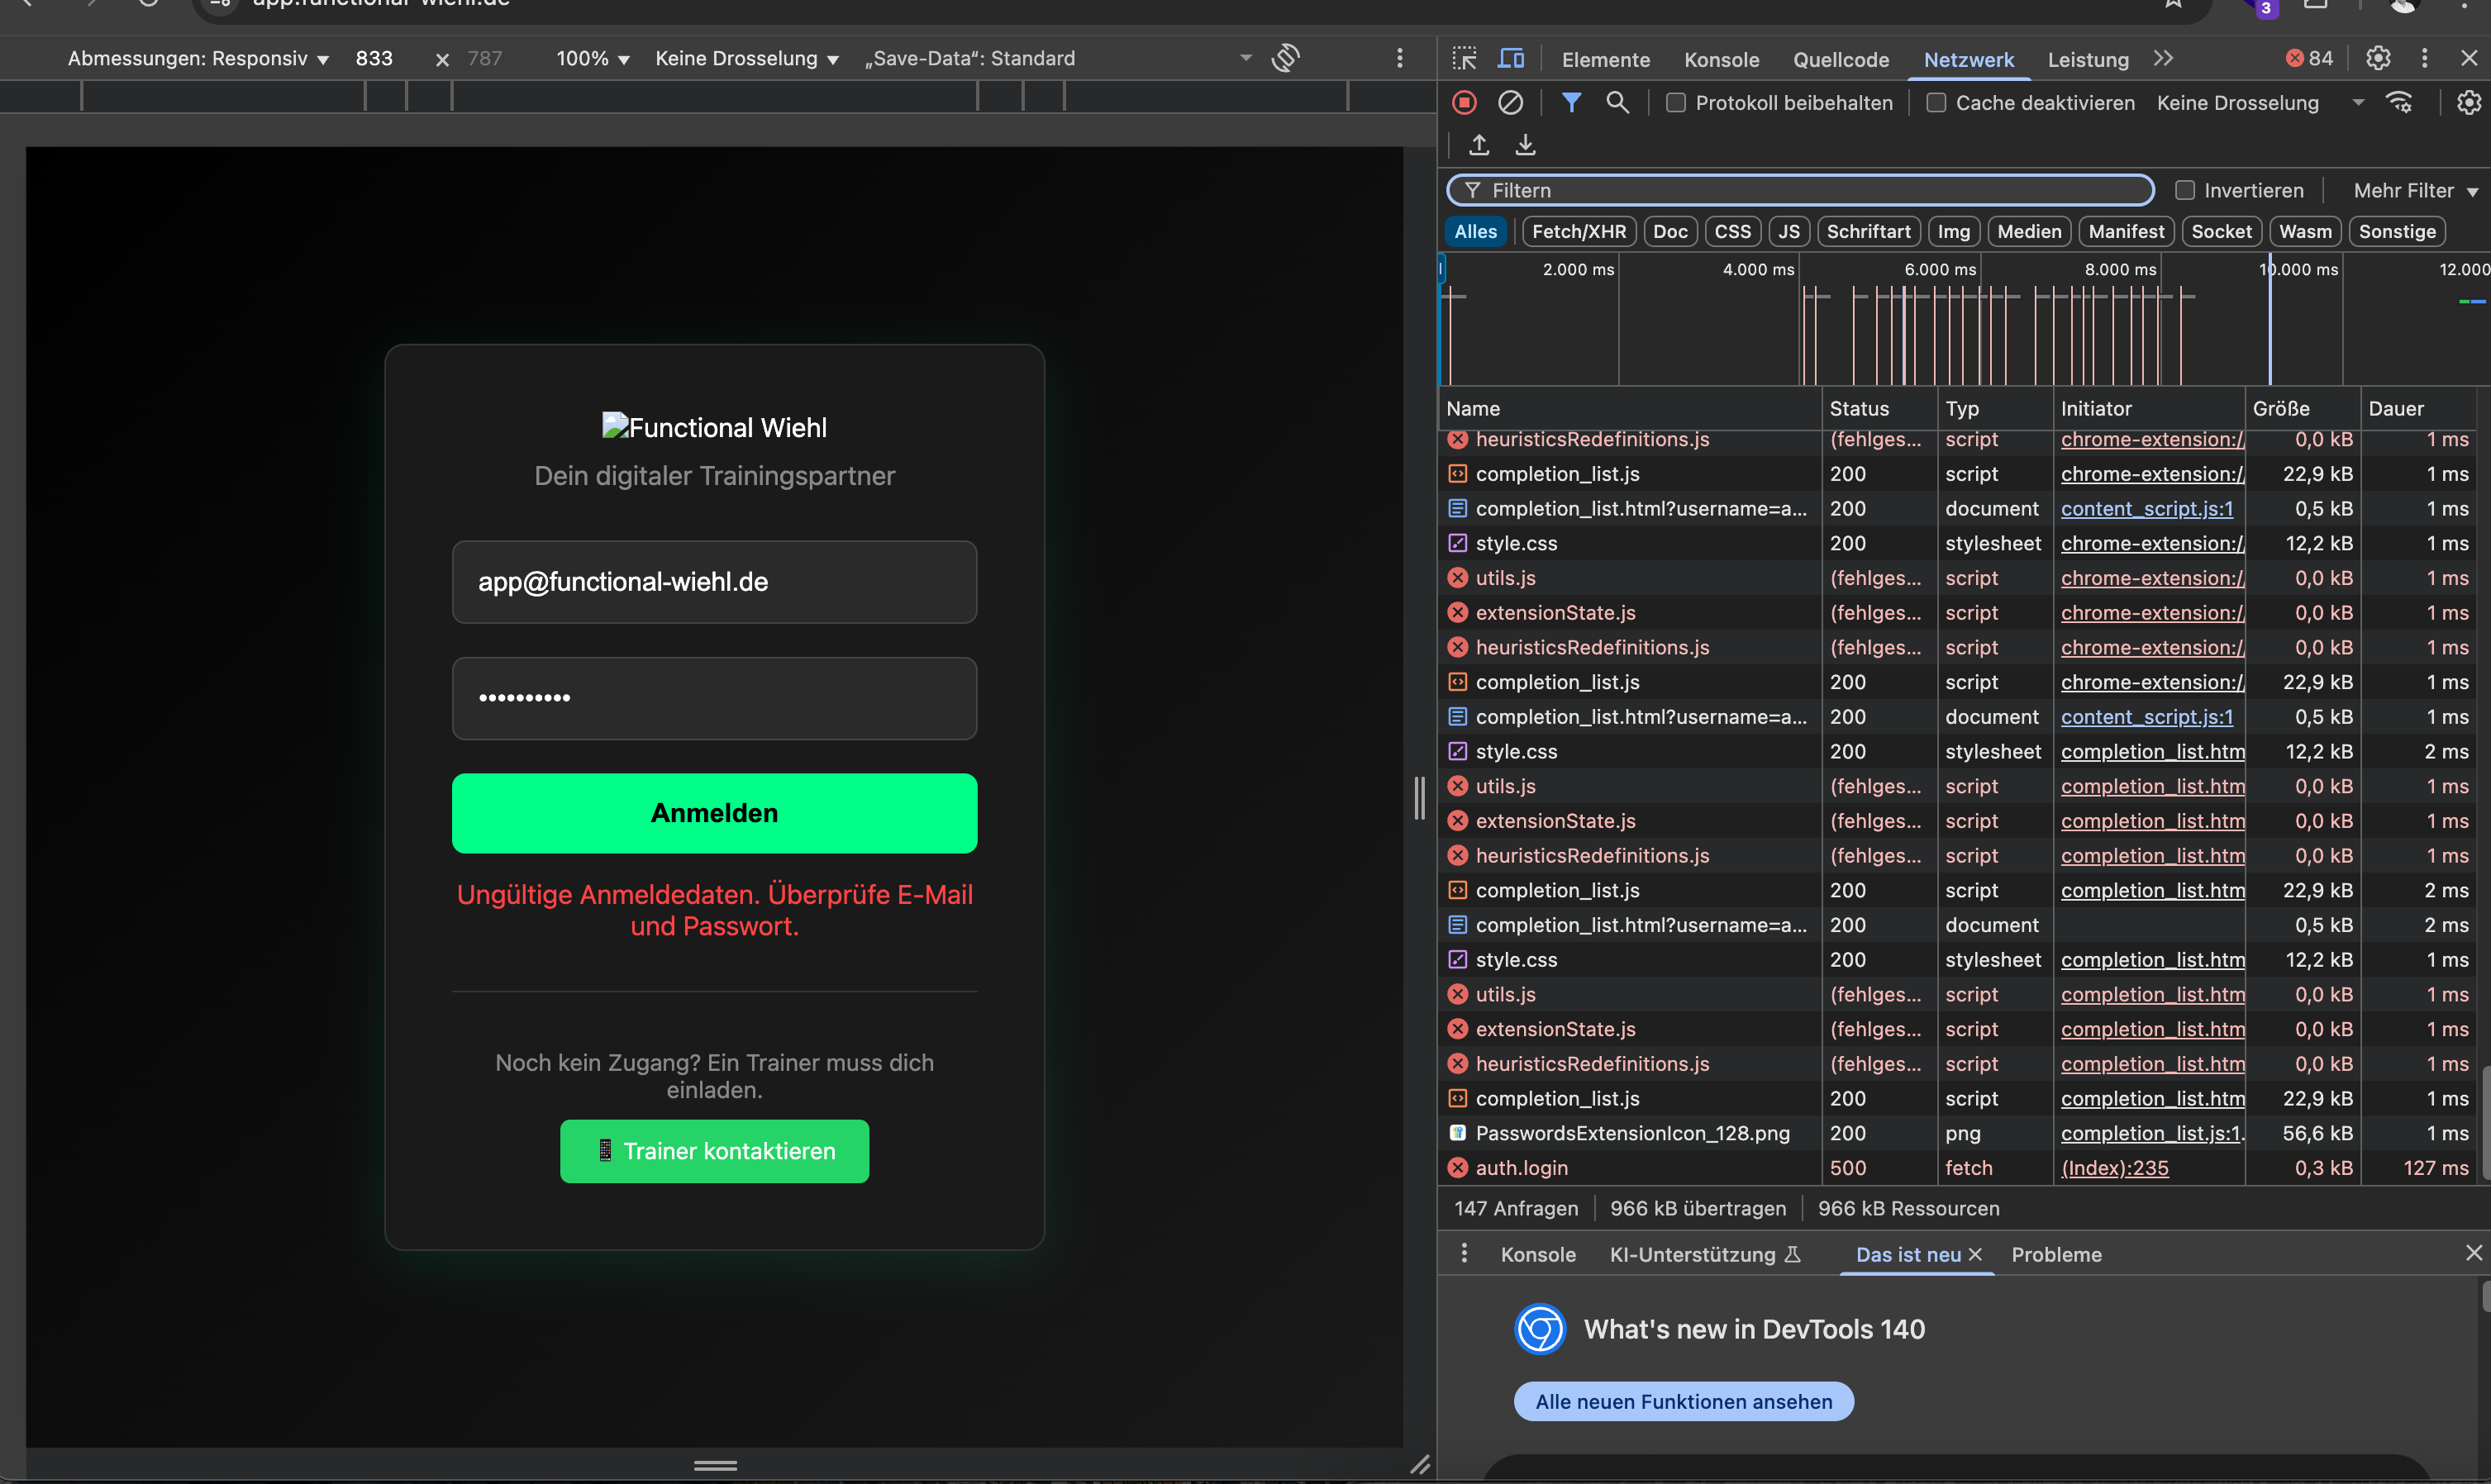 app.functional-wiehl.de
3
Abmessungen: Responsiv ▼ 833 × 787 100% ▼ Keine Drosselung ▼ „Save-Data“: Standard
Elemente Konsole Quellcode Netzwerk Leistung 84
Protokoll beibehalten Cache deaktivieren Keine Drosselung
Filtern Invertieren Mehr Filter
Alles Fetch/XHR Doc CSS JS Schriftart Img Medien Manifest Socket Wasm Sonstige
2.000 ms 4.000 ms 6.000 ms 8.000 ms 10.000 ms 12.000
Name Status Typ Initiator Größe Dauer
heuristicsRedefinitions.js (fehlges... script chrome-extension:// 0,0 kB 1 ms
completion_list.js 200 script chrome-extension:// 22,9 kB 1 ms
completion_list.html?username=a... 200 document content_script.js:1 0,5 kB 1 ms
style.css 200 stylesheet chrome-extension:// 12,2 kB 1 ms
utils.js (fehlges... script chrome-extension:// 0,0 kB 1 ms
extensionState.js (fehlges... script chrome-extension:// 0,0 kB 1 ms
heuristicsRedefinitions.js (fehlges... script chrome-extension:// 0,0 kB 1 ms
completion_list.js 200 script chrome-extension:// 22,9 kB 1 ms
completion_list.html?username=a... 200 document content_script.js:1 0,5 kB 1 ms
style.css 200 stylesheet completion_list.htm 12,2 kB 2 ms
utils.js (fehlges... script completion_list.htm 0,0 kB 1 ms
extensionState.js (fehlges... script completion_list.htm 0,0 kB 1 ms
heuristicsRedefinitions.js (fehlges... script completion_list.htm 0,0 kB 1 ms
completion_list.js 200 script completion_list.htm 22,9 kB 2 ms
completion_list.html?username=a... 200 document 0,5 kB 2 ms
style.css 200 stylesheet completion_list.htm 12,2 kB 1 ms
utils.js (fehlges... script completion_list.htm 0,0 kB 1 ms
extensionState.js (fehlges... script completion_list.htm 0,0 kB 1 ms
heuristicsRedefinitions.js (fehlges... script completion_list.htm 0,0 kB 1 ms
completion_list.js 200 script completion_list.htm 22,9 kB 1 ms
PasswordsExtensionIcon_128.png 200 png completion_list.js:1. 56,6 kB 1 ms
auth.login 500 fetch (Index):235 0,3 kB 127 ms
147 Anfragen 966 kB übertragen 966 kB Ressourcen
Konsole KI-Unterstützung Das ist neu Probleme
What's new in DevTools 140
Alle neuen Funktionen ansehen
Functional Wiehl
Dein digitaler Trainingspartner
app@functional-wiehl.de
••••••••••
Anmelden
Ungültige Anmeldedaten. Überprüfe E-Mail
und Passwort.
Noch kein Zugang? Ein Trainer muss dich
einladen.
Trainer kontaktieren